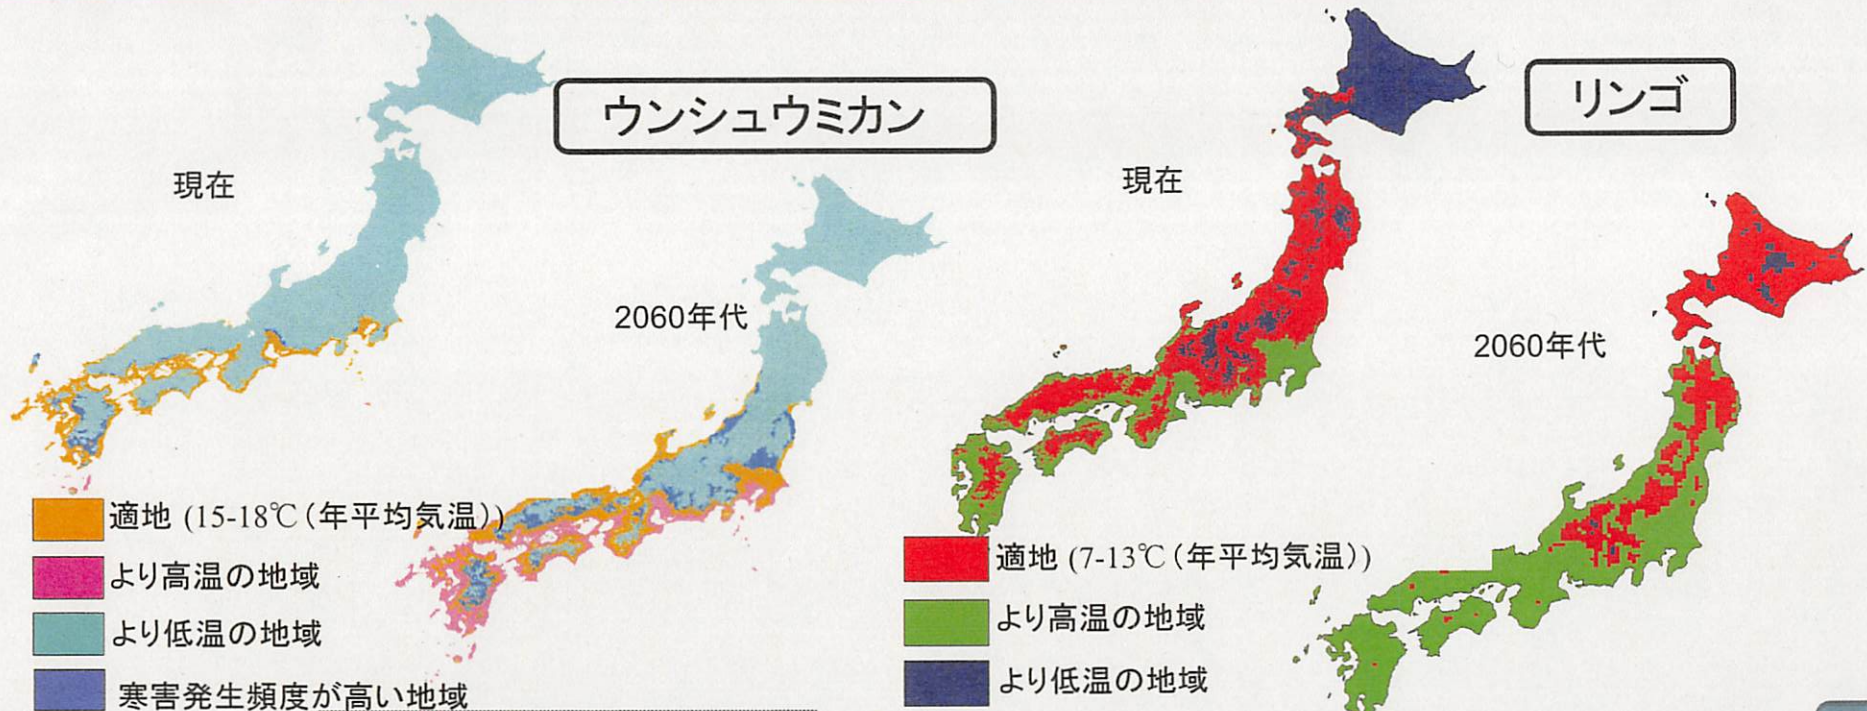 ウンシュウミカン
現在
2060年代
適地 (15-18℃(年平均気温))
より高温の地域
より低温の地域
寒害発生頻度が高い地域
リンゴ
現在
2060年代
適地 (7-13℃(年平均気温))
より高温の地域
より低温の地域